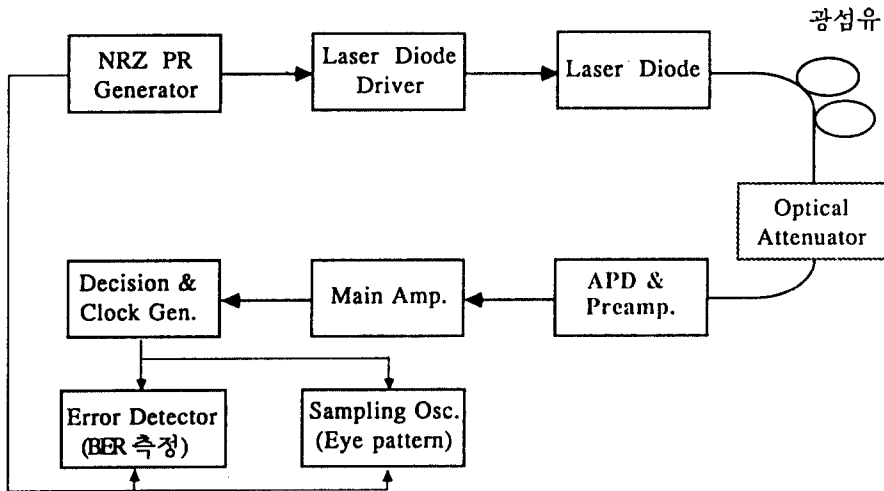 광섬유
NRZ PR
Generator
Laser Diode
Driver
Laser Diode
Optical
Attenuator
Decision &
Clock Gen.
Main Amp.
APD &
Preamp.
Error Detector
(BER 측정)
Sampling Osc.
(Eye pattern)